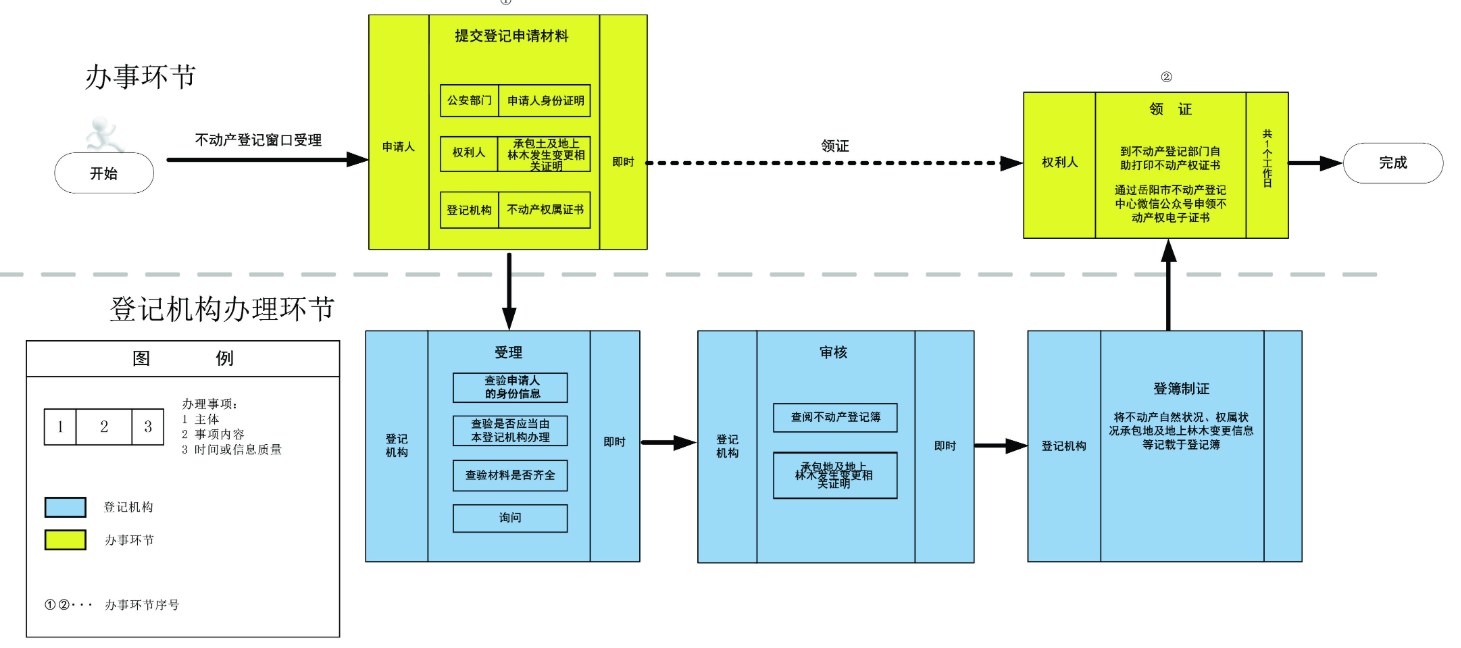 ①
办事环节
开始
不动产登记窗口受理
申请人
提交登记申请材料
公安部门
申请人身份证明
权利人
承包土及地上
林木发生变更相
关证明
登记机构
不动产权属证书
即时
领证
②
权利人
领 证
到不动产登记部门自
助打印不动产权证书
通过岳阳市不动产登记
中心微信公众号申领不
动产权电子证书
共1个工作日
完成
登记机构办理环节
图 例
1
2
3
办理事项:
1 主体
2 事项内容
3 时间或信息质量
登记机构
办事环节
①②··· 办事环节序号
登记
机构
受理
查验申请人
的身份信息
查验是否应当由
本登记机构办理
查验材料是否齐全
询问
即时
登记
机构
审核
查阅不动产登记簿
承包地及地上
林木发生变更相
关证明
即时
登记机构
登簿制证
将不动产自然状况、权属状
况承包地及地上林木变更信息
等记载于登记簿